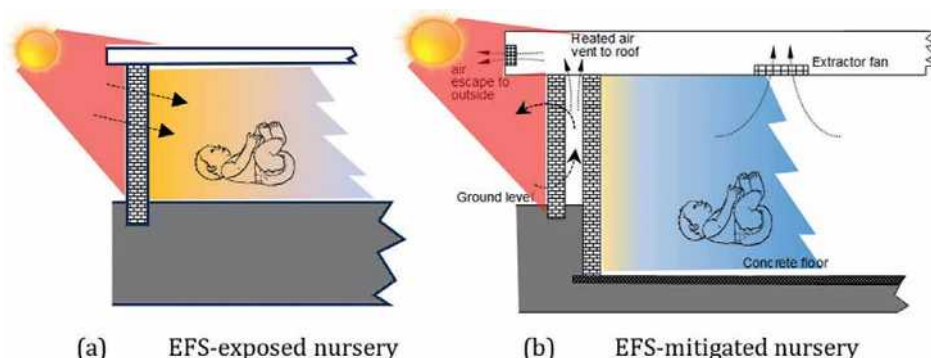 Heated air
vent to roof
Extractor fan
air
escape to
outside
Ground level
Concrete floor
(a) EFS-exposed nursery
(b) EFS-mitigated nursery